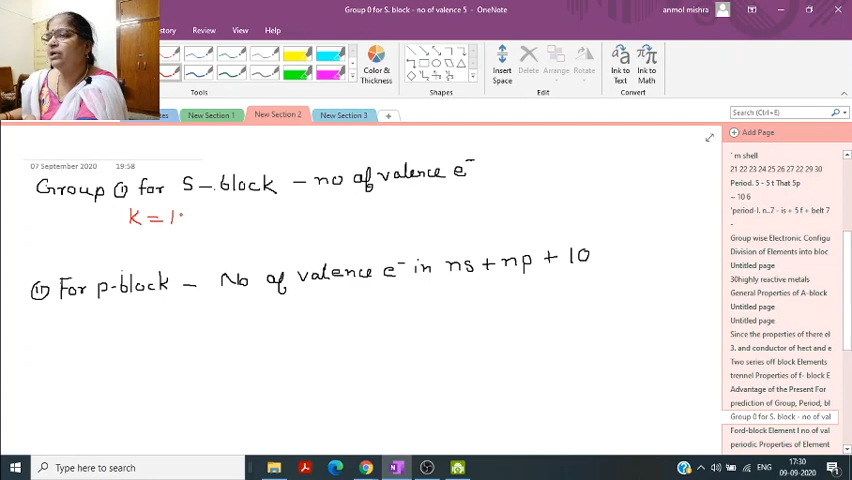 Group 0 for S. block - no of valence 5 - OneNote
anmol mishra
History
Review
View
Help
Tools
Color & Thickness
Shapes
Insert Space
Delete
Arrange
Rotate
Edit
Ink to Text
Ink to Math
Convert
New Section 1
New Section 2
New Section 3
Search (Ctrl+E)
Add Page
07 September 2020 19:58
Group ① for S-block - no of valence e⁻
K = 1
(ii) For p-block - No of valence e⁻ in ns + np + 10
` m shell
21 22 23 24 25 26 27 22 29 30
Period. 5 - 5 t That 5p
~ 10 6
'period-I. n..7 - is + 5 f + belt 7
-
Group wise Electronic Configu
Division of Elements into bloc
Untitled page
30highly reactive metals
General Properties of A-block
Untitled page
Untitled page
Since the properties of there el
3. and conductor of hect and e
Two series off block Elements
trennel Properties of f- block E
Advantage of the Present For
prediction of Group, Period, bl
Group 0 for S. block - no of val
Ford-block Element I no of val
periodic Properties of Element
Type here to search
ENG
17:30
09-09-2020